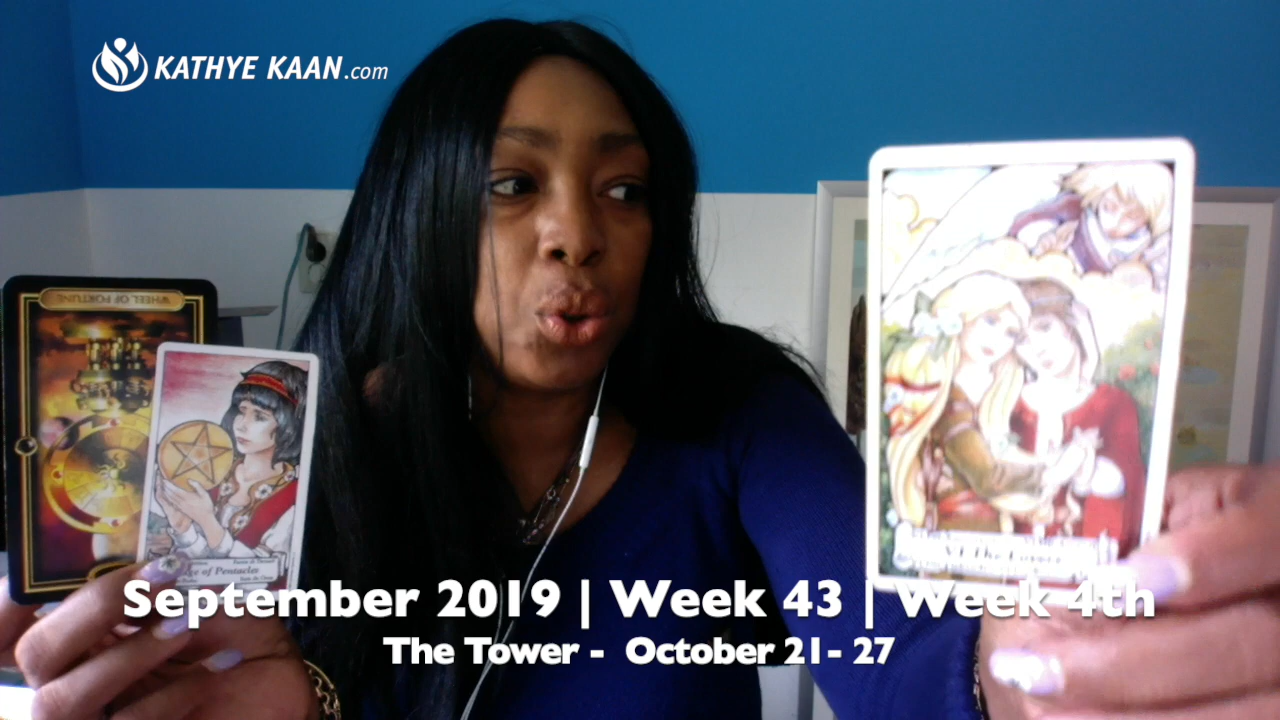 KATHYE KAAN.com
WHEEL OF FORTUNE
of Pentacles
VI The Lovers
September 2019 | Week 43 | Week 4th
The Tower - October 21- 27